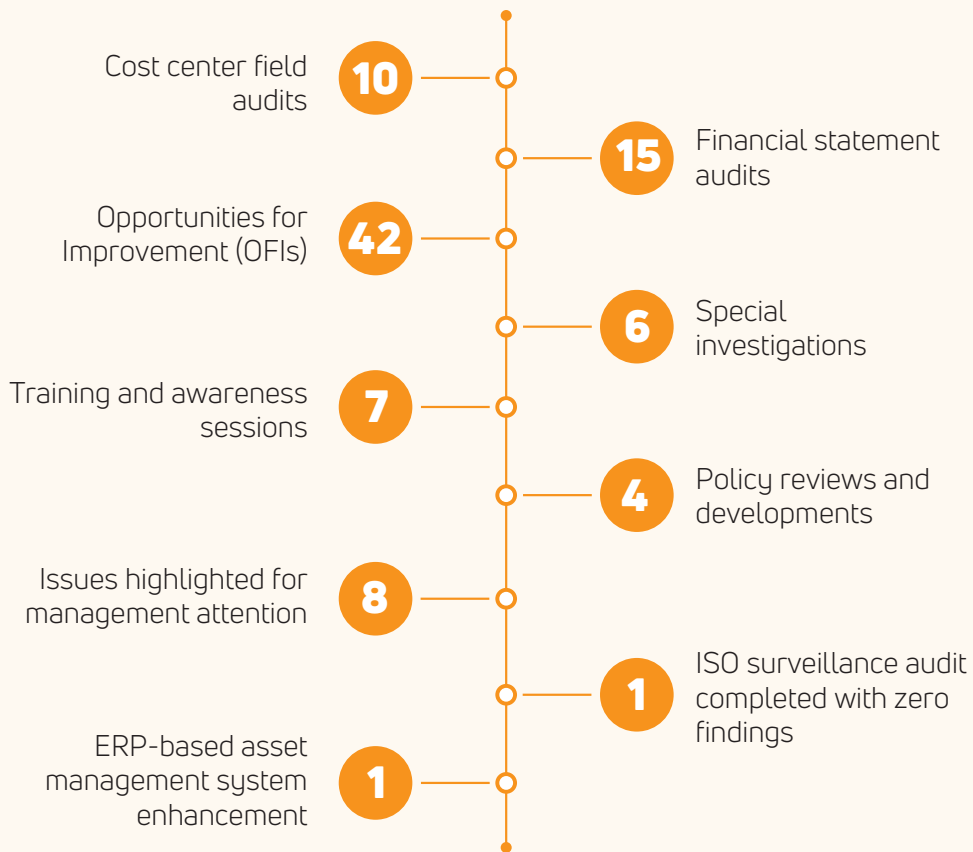 Cost center field
audits
10
15
Financial statement
audits
Opportunities for
Improvement (OFIs)
42
6
Special
investigations
Training and awareness
sessions
7
4
Policy reviews and
developments
Issues highlighted for
management attention
8
1
ISO surveillance audit
completed with zero
findings
ERP-based asset
management system
enhancement
1